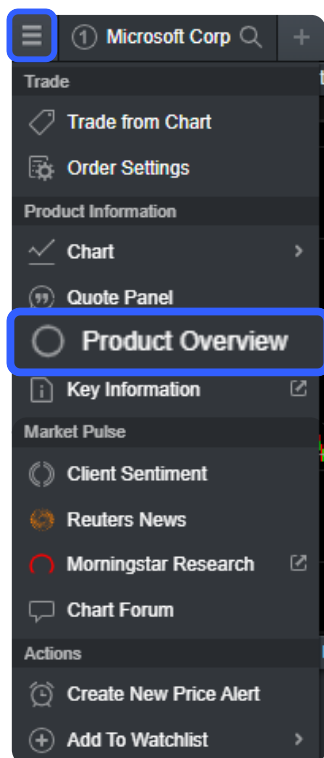 1 Microsoft Corp
Trade
Trade from Chart
Order Settings
Product Information
Chart
Quote Panel
Product Overview
Key Information
Market Pulse
Client Sentiment
Reuters News
Morningstar Research
Chart Forum
Actions
Create New Price Alert
Add To Watchlist